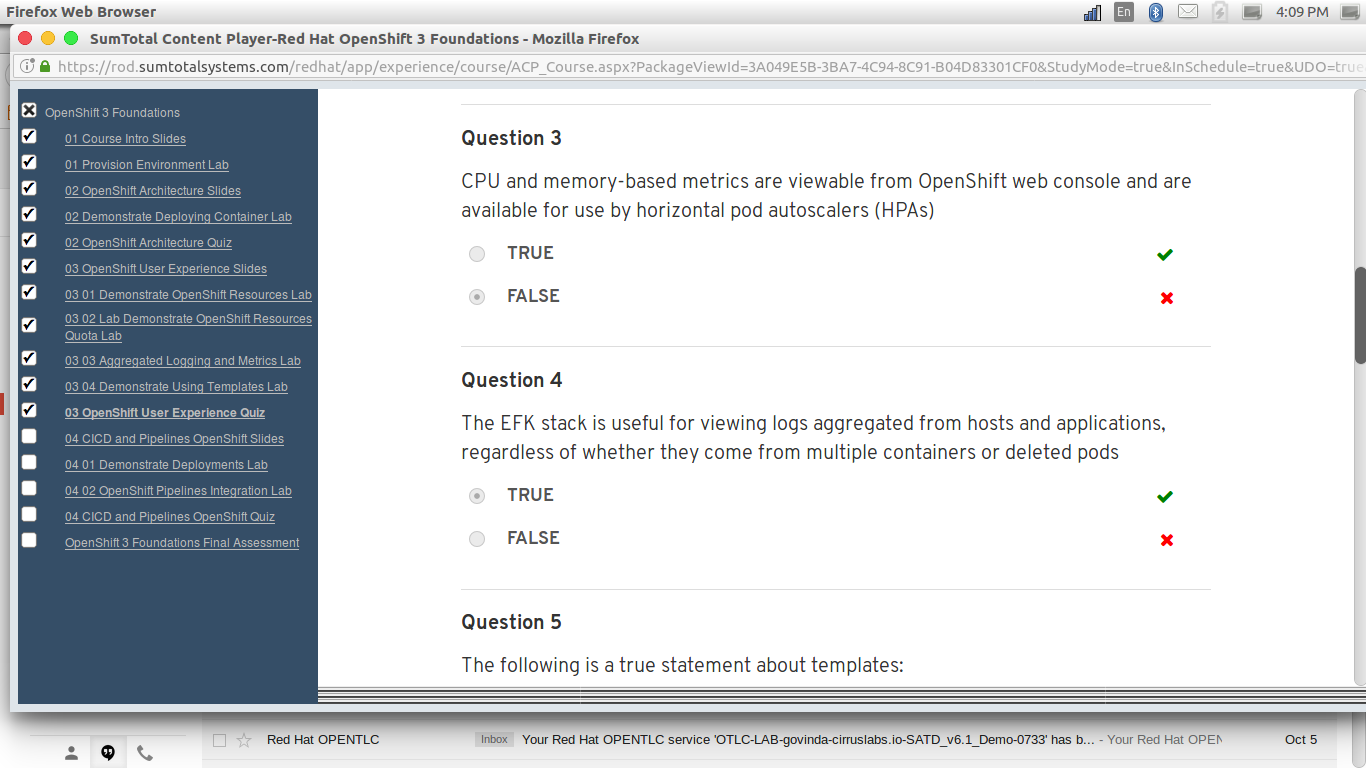 Firefox Web Browser
En
4:09 PM
SumTotal Content Player-Red Hat OpenShift 3 Foundations - Mozilla Firefox
https://rod.sumtotalsystems.com/redhat/app/experience/course/ACP_Course.aspx?PackageViewId=3A049E5B-3BA7-4C94-8C91-B04D83301CF0&StudyMode=true&InSchedule=true&UDO=true
OpenShift 3 Foundations
01 Course Intro Slides
01 Provision Environment Lab
02 OpenShift Architecture Slides
02 Demonstrate Deploying Container Lab
02 OpenShift Architecture Quiz
03 OpenShift User Experience Slides
03 01 Demonstrate OpenShift Resources Lab
03 02 Lab Demonstrate OpenShift Resources
Quota Lab
03 03 Aggregated Logging and Metrics Lab
03 04 Demonstrate Using Templates Lab
03 OpenShift User Experience Quiz
04 CICD and Pipelines OpenShift Slides
04 01 Demonstrate Deployments Lab
04 02 OpenShift Pipelines Integration Lab
04 CICD and Pipelines OpenShift Quiz
OpenShift 3 Foundations Final Assessment
Question 3
CPU and memory-based metrics are viewable from OpenShift web console and are
available for use by horizontal pod autoscalers (HPAs)
TRUE
FALSE
Question 4
The EFK stack is useful for viewing logs aggregated from hosts and applications,
regardless of whether they come from multiple containers or deleted pods
TRUE
FALSE
Question 5
The following is a true statement about templates:
Red Hat OPENTLC
Inbox
Your Red Hat OPENTLC service 'OTLC-LAB-govinda-cirruslabs.io-SATD_v6.1_Demo-0733' has b... - Your Red Hat OPEN
Oct 5